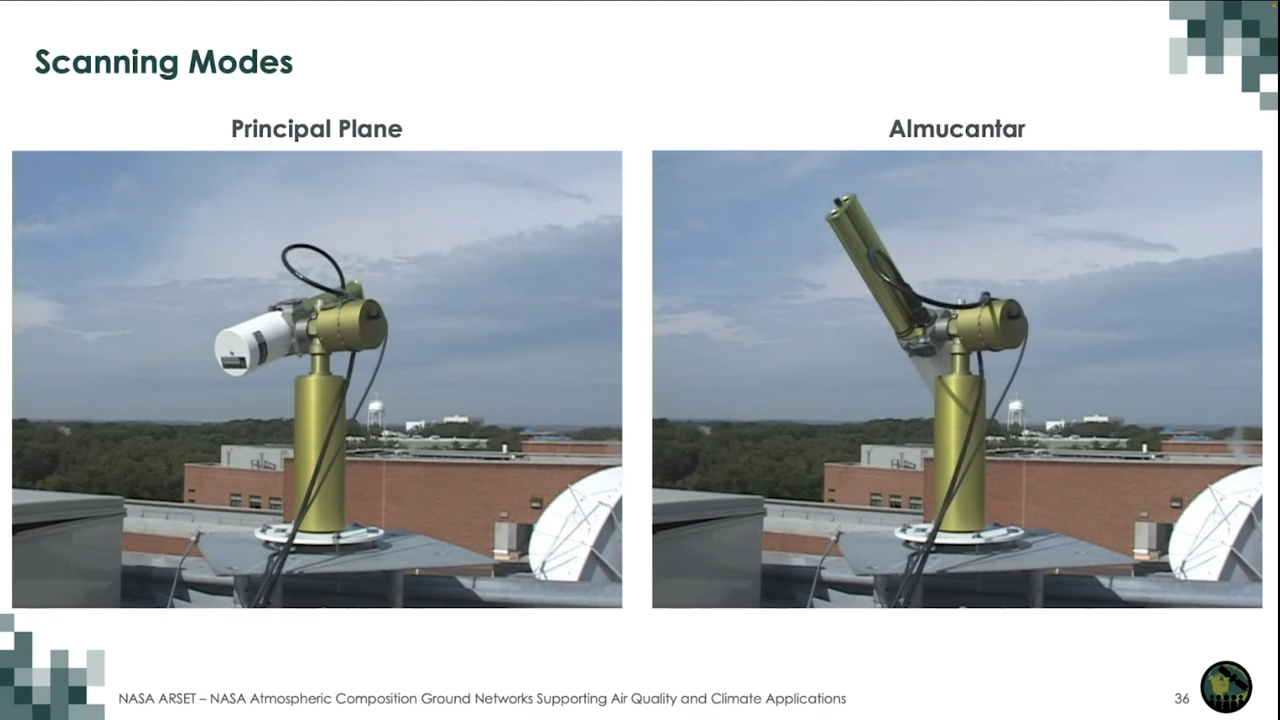 Scanning Modes
Principal Plane
Almucantar
NASA ARSET – NASA Atmospheric Composition Ground Networks Supporting Air Quality and Climate Applications
36